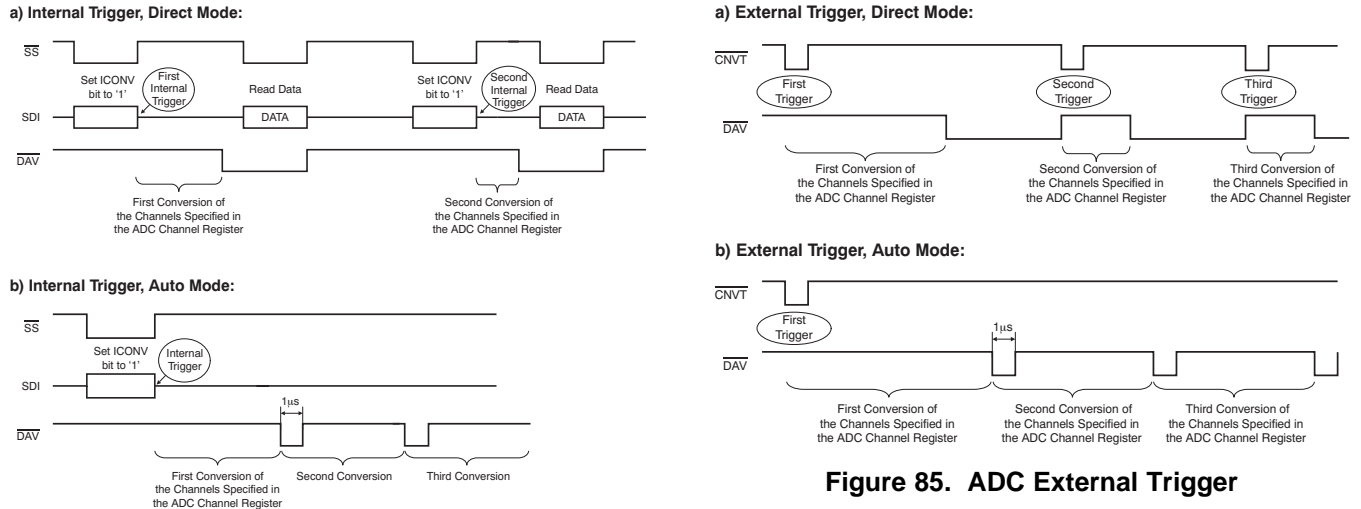 a) Internal Trigger, Direct Mode:
SS
Set ICONV
bit to ‘1’
First
Internal
Trigger
Read Data
Set ICONV
bit to ‘1’
Second
Internal
Trigger
Read Data
SDI
DATA
DATA
DAV
First Conversion of
the Channels Specified in
the ADC Channel Register
Second Conversion of
the Channels Specified in
the ADC Channel Register
b) Internal Trigger, Auto Mode:
SS
Set ICONV
bit to ‘1’
Internal
Trigger
SDI
1µs
DAV
First Conversion of
the Channels Specified in
the ADC Channel Register
Second Conversion
Third Conversion
a) External Trigger, Direct Mode:
CNVT
First
Trigger
Second
Trigger
Third
Trigger
DAV
First Conversion of
the Channels Specified in
the ADC Channel Register
Second Conversion of
the Channels Specified in
the ADC Channel Register
Third Conversion of
the Channels Specified in
the ADC Channel Register
b) External Trigger, Auto Mode:
CNVT
First
Trigger
1µs
DAV
First Conversion of
the Channels Specified in
the ADC Channel Register
Second Conversion of
the Channels Specified in
the ADC Channel Register
Third Conversion of
the Channels Specified in
the ADC Channel Register
Figure 85. ADC External Trigger